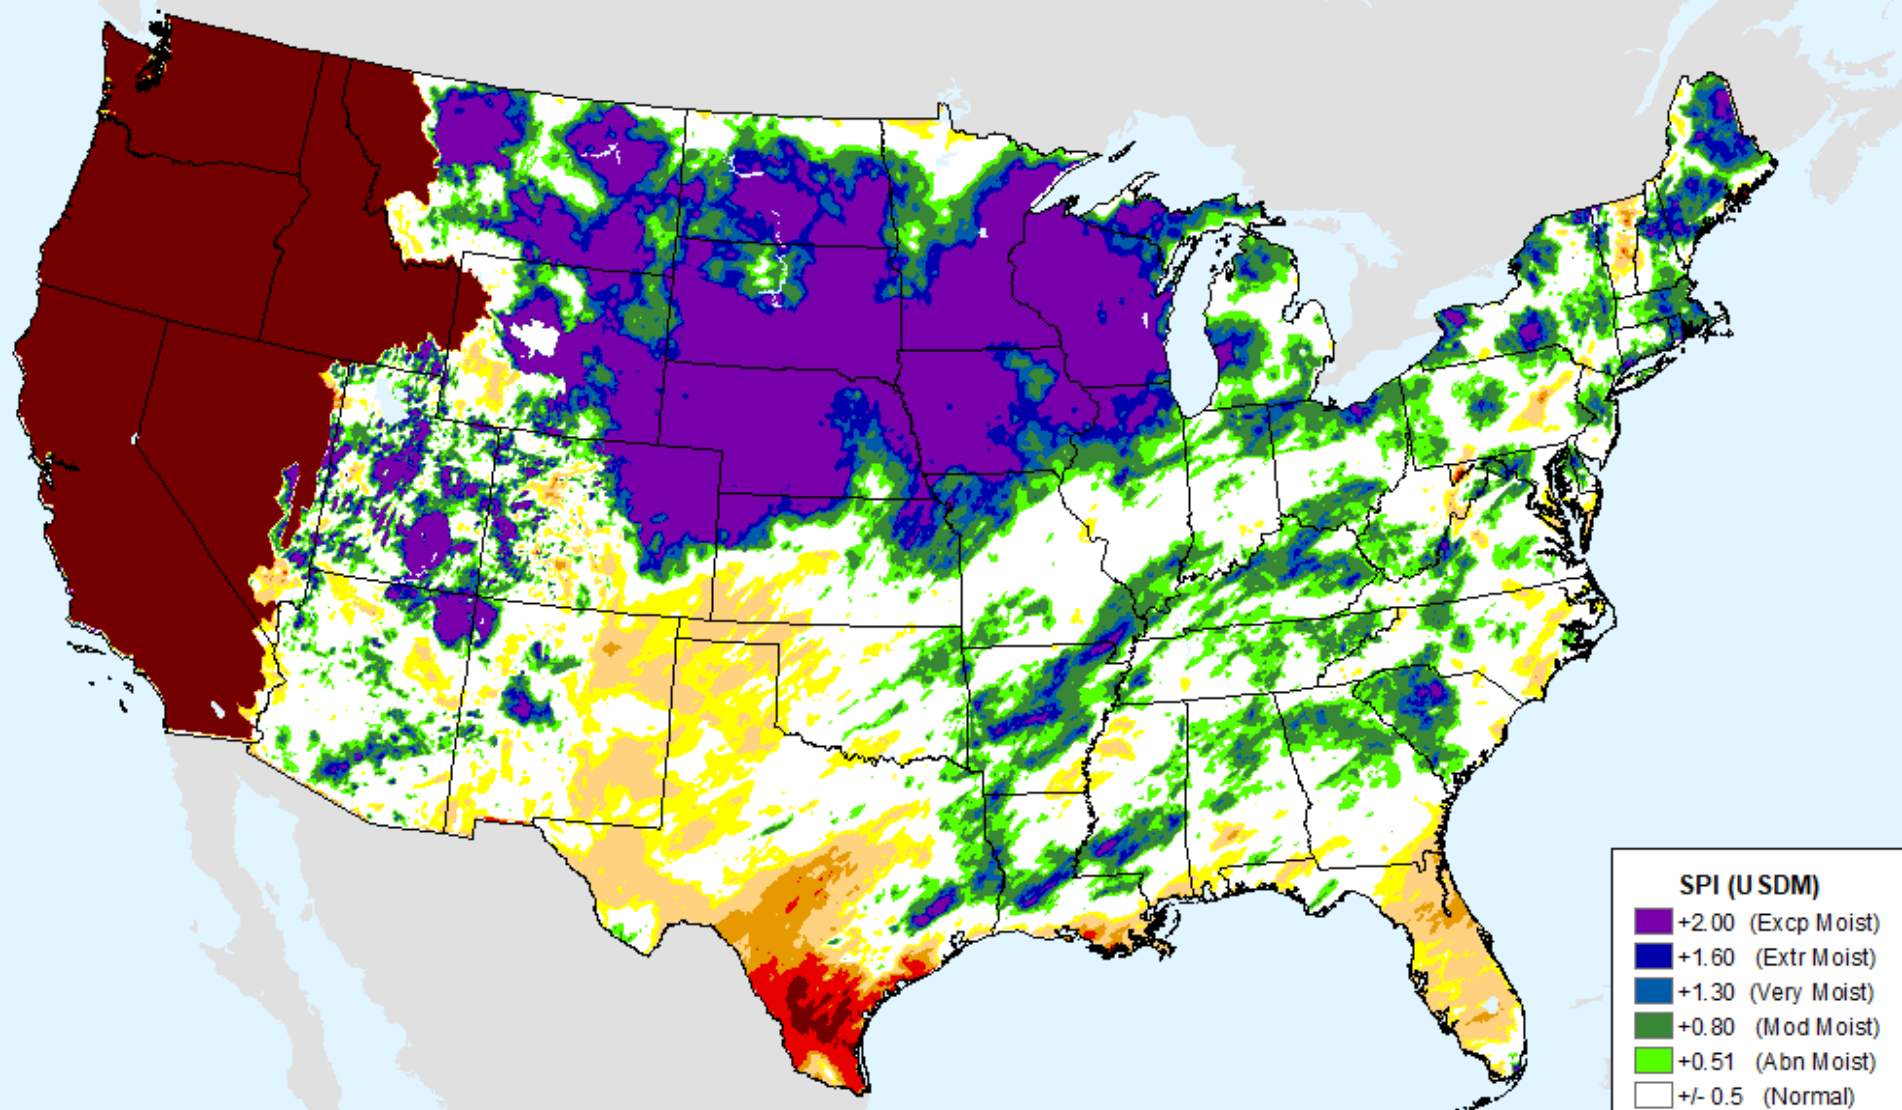 SPI (USDM)
+2.00 (Excp Moist)
+1.60 (Extr Moist)
+1.30 (Very Moist)
+0.80 (Mod Moist)
+0.51 (Abn Moist)
+/- 0.5 (Normal)